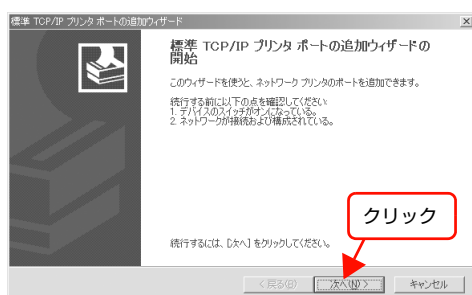 標準 TCP/IP プリンタ ポートの追加ウィザード
標準 TCP/IP プリンタ ポートの追加ウィザードの
開始
このウィザードを使うと、ネットワーク プリンタのポートを追加できます。
続行する前に以下の点を確認してください:
1. デバイスのスイッチがオンになっている。
2. ネットワークが接続および構成されている。
クリック
続行するには、[次へ] をクリックしてください。
< 戻る(B)
次へ(N) >
キャンセル